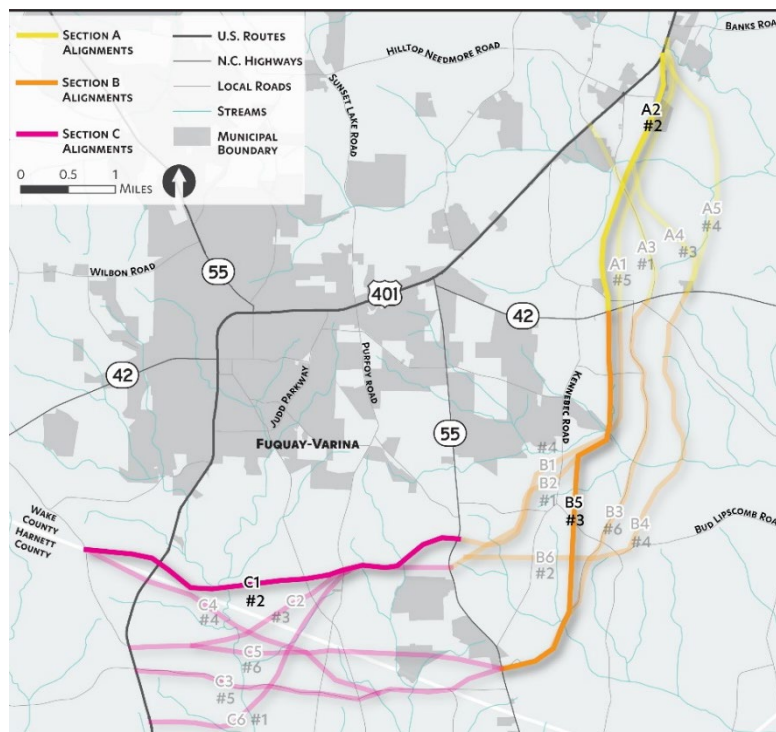 SECTION A
ALIGNMENTS
SECTION B
ALIGNMENTS
SECTION C
ALIGNMENTS
0 0.5 1
MILES
U.S. ROUTES
N.C. HIGHWAYS
LOCAL ROADS
STREAMS
MUNICIPAL
BOUNDARY
BANKS ROA
HILLTOP NEEDMORE ROAD
SUNSET LAKE ROAD
A2
#2
A5
#4
A4
#3
A3
#1
A1
#5
WILBON ROAD
55
401
42
42
PURFOY ROAD
JUDD PARKWAY
KENNEBEC ROAD
FUQUAY-VARINA
55
#4
B1
B2
#1
B5
#3
B3
#6
B4
#4
BUD LIPSCOMB ROAD
B6
#2
WAKE
COUNTY
HARNETT
COUNTY
C1
#2
C2
#3
C4
#4
C5
#6
C3
#5
C6 #1